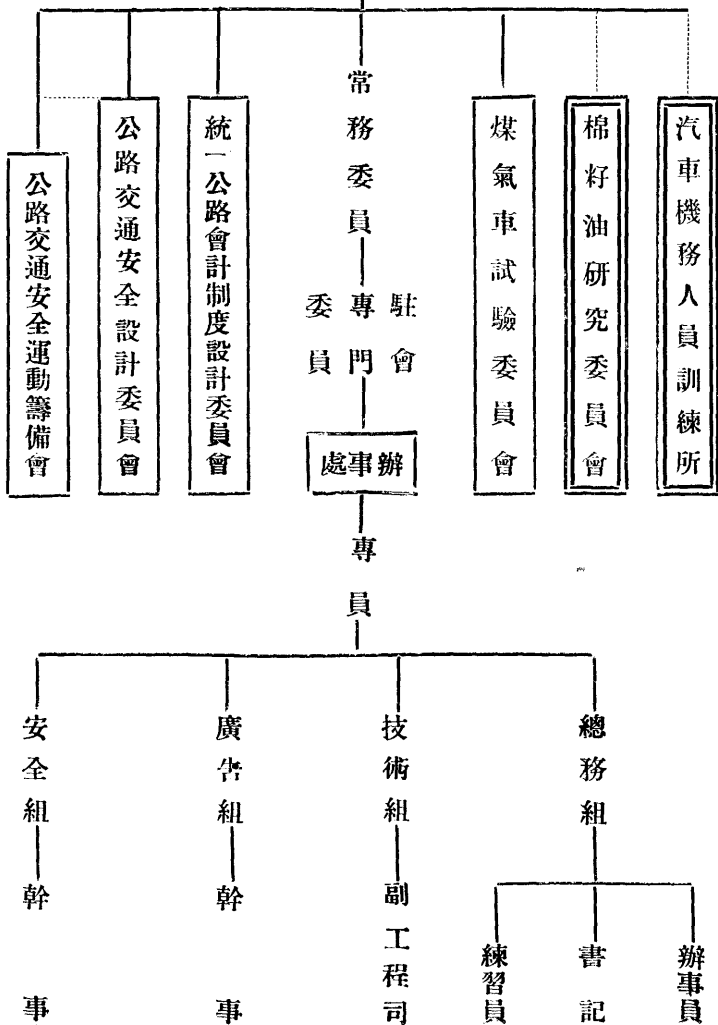 汽車機務人員訓練所
棉籽油研究委員會
煤氣車試驗委員會
常務委員
駐會
專門
委員
辦事處
統一公路會計制度設計委員會
公路交通安全設計委員會
公路交通安全運動籌備會
專員
總務組
辦事員
書記
練習員
技術組
副工程司
廣告組
幹事
安全組
幹事